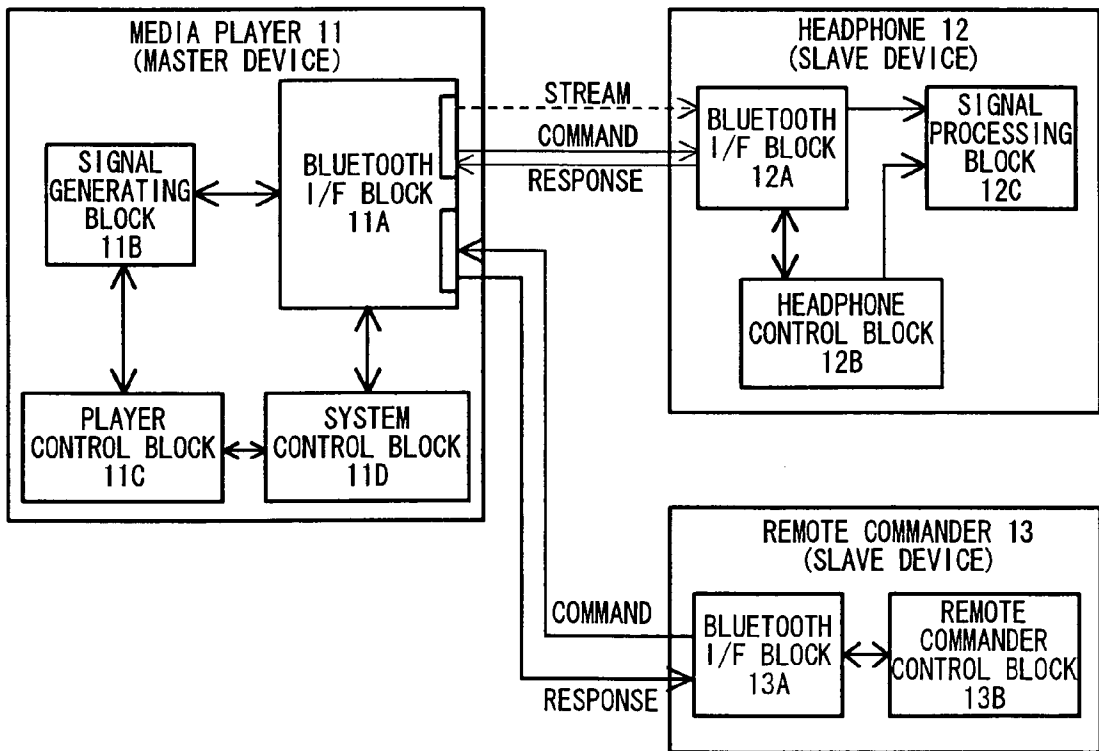 MEDIA PLAYER 11
(MASTER DEVICE)
BLUETOOTH
I/F BLOCK
11A
SIGNAL
GENERATING
BLOCK
11B
PLAYER
CONTROL BLOCK
11C
SYSTEM
CONTROL BLOCK
11D
STREAM
COMMAND
RESPONSE
HEADPHONE 12
(SLAVE DEVICE)
BLUETOOTH
I/F BLOCK
12A
SIGNAL
PROCESSING
BLOCK
12C
HEADPHONE
CONTROL BLOCK
12B
COMMAND
RESPONSE
REMOTE COMMANDER 13
(SLAVE DEVICE)
BLUETOOTH
I/F BLOCK
13A
REMOTE
COMMANDER
CONTROL BLOCK
13B